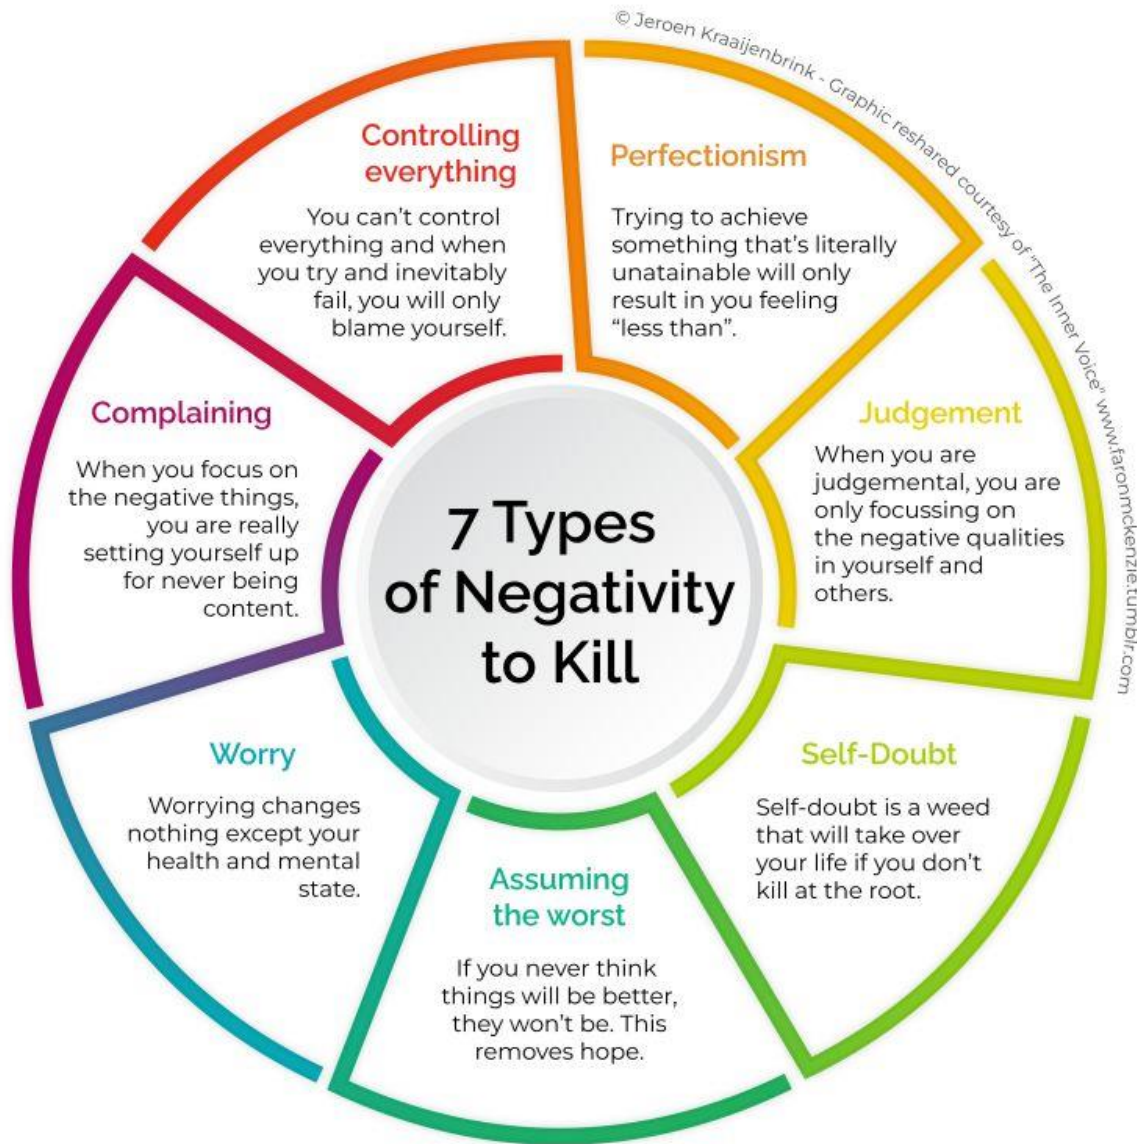 © Jeroen Kraaijenbrink - Graphic reshared courtesy of "The Inner Voice" www.faronmckenzie.tumblr.com
7 Types
of Negativity
to Kill
Perfectionism
Trying to achieve
something that's literally
unatainable will only
result in you feeling
“less than”.
Judgement
When you are
judgemental, you are
only focussing on
the negative qualities
in yourself and
others.
Self-Doubt
Self-doubt is a weed
that will take over
your life if you don't
kill at the root.
Assuming
the worst
If you never think
things will be better,
they won't be. This
removes hope.
Worry
Worrying changes
nothing except your
health and mental
state.
Complaining
When you focus on
the negative things,
you are really
setting yourself up
for never being
content.
Controlling
everything
You can't control
everything and when
you try and inevitably
fail, you will only
blame yourself.